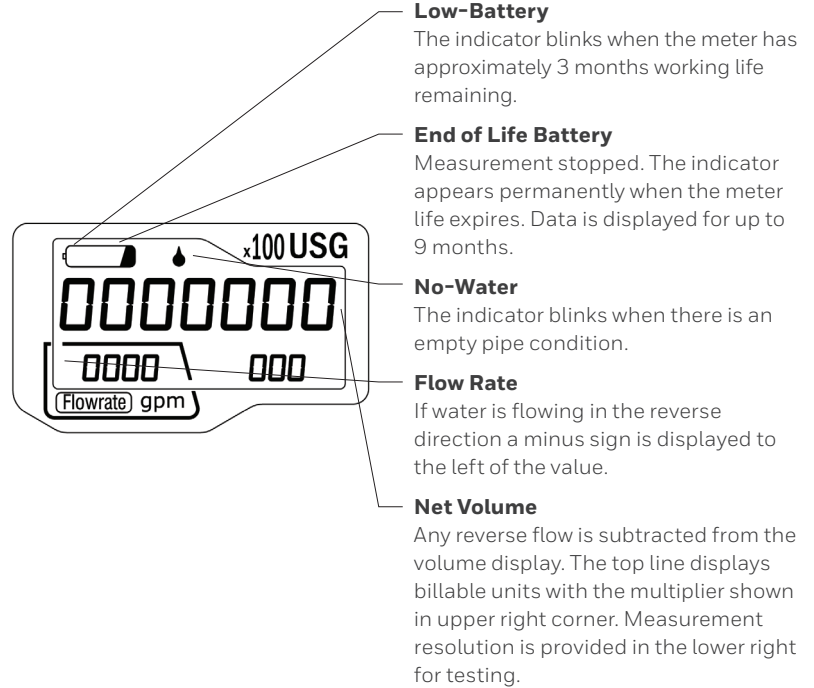 Low-Battery
The indicator blinks when the meter has
approximately 3 months working life
remaining.
End of Life Battery
Measurement stopped. The indicator
appears permanently when the meter
life expires. Data is displayed for up to
9 months.
x100 USG
No-Water
The indicator blinks when there is an
empty pipe condition.
0000000
Flow Rate
If water is flowing in the reverse
direction a minus sign is displayed to
the left of the value.
0000 000
Flowrate gpm
Net Volume
Any reverse flow is subtracted from the
volume display. The top line displays
billable units with the multiplier shown
in upper right corner. Measurement
resolution is provided in the lower right
for testing.